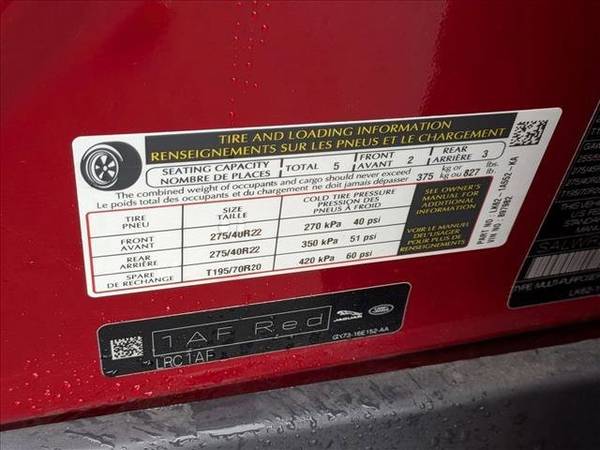 TIRE AND LOADING INFORMATION
RENSEIGNEMENTS SUR LES PNEUS ET LE CHARGEMENT
SEATING CAPACITY
NOMBRE DE PLACES
TOTAL 5
FRONT
AVANT 2
REAR
ARRIÈRE 3
The combined weight of occupants and cargo should never exceed
Le poids total des occupants et du chargement ne doit jamais dépasser
375 kg or 827 lbs.
kg ou lb.
TIRE
PNEU
SIZE
TAILLE
COLD TIRE PRESSURE
PRESSION DES
PNEUS À FROID
FRONT
AVANT
275/40R22
270 kPa 40 psi
REAR
ARRIÈRE
275/40R22
350 kPa 51 psi
SPARE
DE RECHANGE
T195/70R20
420 kPa 60 psi
SEE OWNER'S
MANUAL FOR
ADDITIONAL
INFORMATION
VOIR LE MANUEL
DE L'USAGER
POUR PLUS DE
RENSEIGNEMENTS
1AF Red
LRC1AF
JAGUAR
LAND
ROVER
GX73-16E152-AA